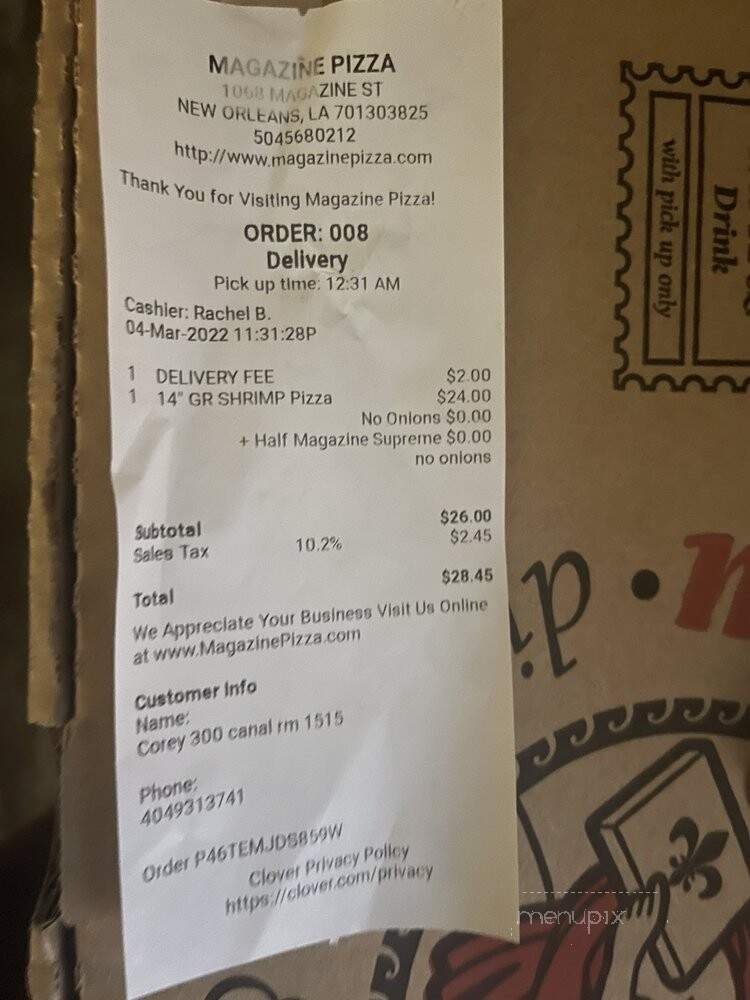 MAGAZINE PIZZA
1068 MAGAZINE ST
NEW ORLEANS, LA 701303825
5045680212
http://www.magazinepizza.com
Thank You for Visiting Magazine Pizza!
ORDER: 008
Delivery
Pick up time: 12:31 AM
Cashier: Rachel B.
04-Mar-2022 11:31:28P
1 DELIVERY FEE $2.00
1 14" GR SHRIMP Pizza $24.00
No Onions $0.00
+ Half Magazine Supreme $0.00
no onions
Subtotal $26.00
Sales Tax 10.2% $2.45
Total $28.45
We Appreciate Your Business Visit Us Online
at www.MagazinePizza.com
Customer Info
Name:
Corey 300 canal rm 1515
Phone:
4049313741
Order P46TEMJDS859W
Clover Privacy Policy
https://clover.com/privacy
Drink
with pick up only
menupix